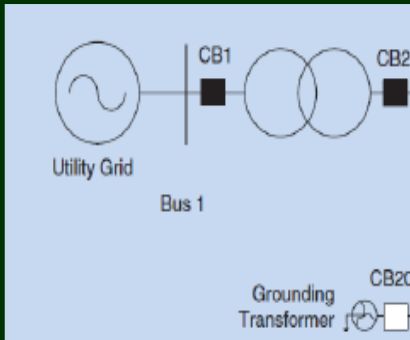 CB1
CB2
Utility Grid
Bus 1
CB20
Grounding
Transformer